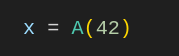 x = A(42)